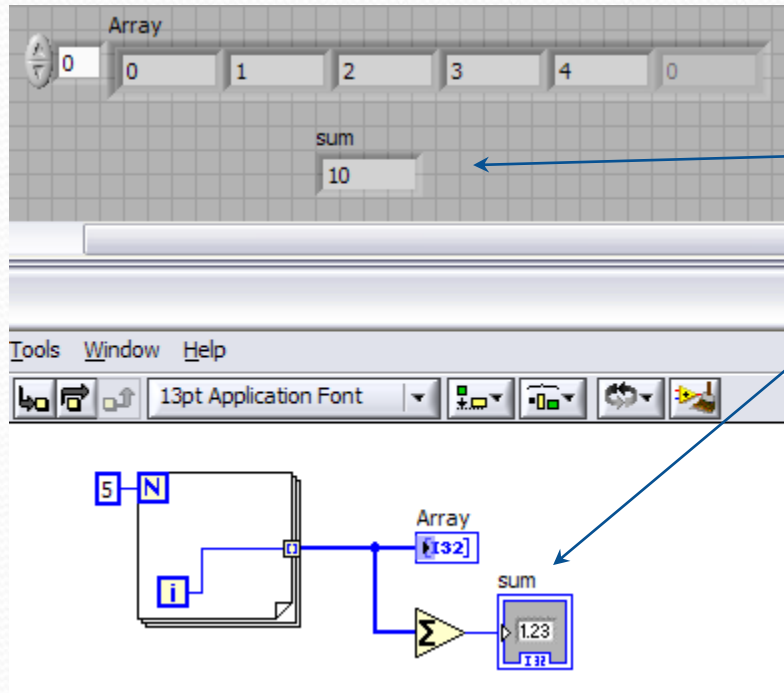 Array
0 0 1 2 3 4 0
sum
10
Tools Window Help
13pt Application Font
5 N
i
Array
[I32]
sum
Σ
1.23
I32